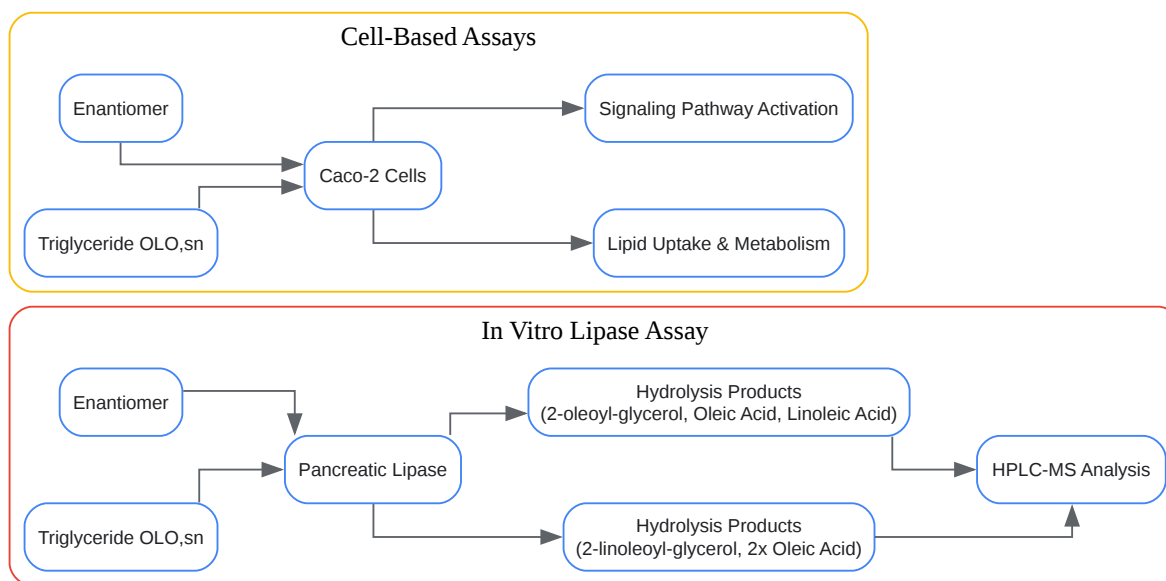 Cell-Based Assays
Enantiomer
Signaling Pathway Activation
Caco-2 Cells
Triglyceride OLO,sn
Lipid Uptake & Metabolism
In Vitro Lipase Assay
Enantiomer
Hydrolysis Products
(2-oleoyl-glycerol, Oleic Acid, Linoleic Acid)
Pancreatic Lipase
HPLC-MS Analysis
Triglyceride OLO,sn
Hydrolysis Products
(2-linoleoyl-glycerol, 2x Oleic Acid)